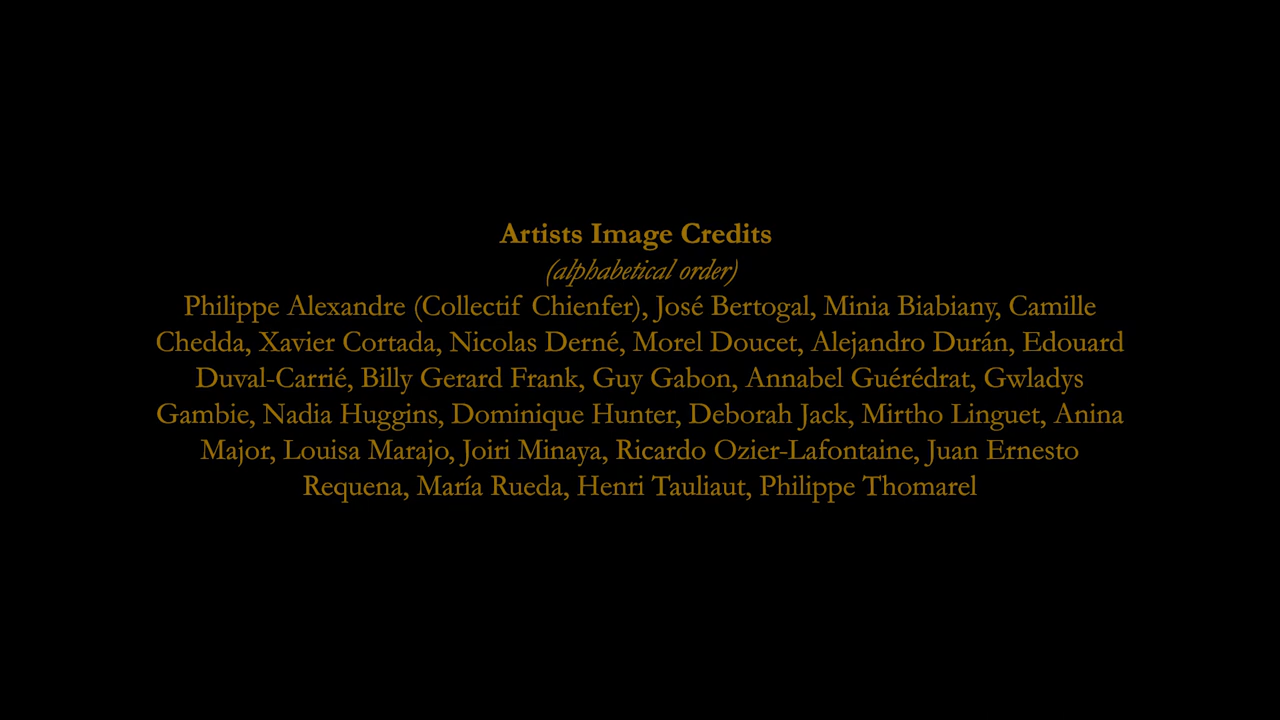 Artists Image Credits
(alphabetical order)
Philippe Alexandre (Collectif Chienfer), José Bertogal, Minia Biabiany, Camille
Chedda, Xavier Cortada, Nicolas Derné, Morel Doucet, Alejandro Durán, Edouard
Duval-Carrié, Billy Gerard Frank, Guy Gabon, Annabel Guérédrat, Gwladys
Gambie, Nadia Huggins, Dominique Hunter, Deborah Jack, Mirtho Linguet, Anina
Major, Louisa Marajo, Joiri Minaya, Ricardo Ozier-Lafontaine, Juan Ernesto
Requena, María Rueda, Henri Tauliaut, Philippe Thomarel